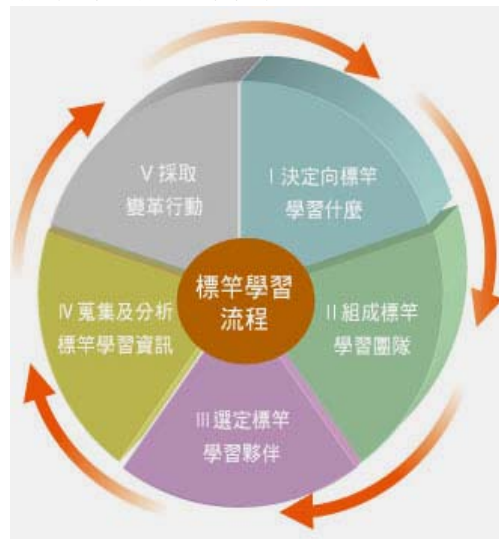 標竿學習
流程
I 決定向標竿
學習什麼
II 組成標竿
學習團隊
III 選定標竿
學習夥伴
IV 蒐集及分析
標竿學習資訊
V 採取
變革行動